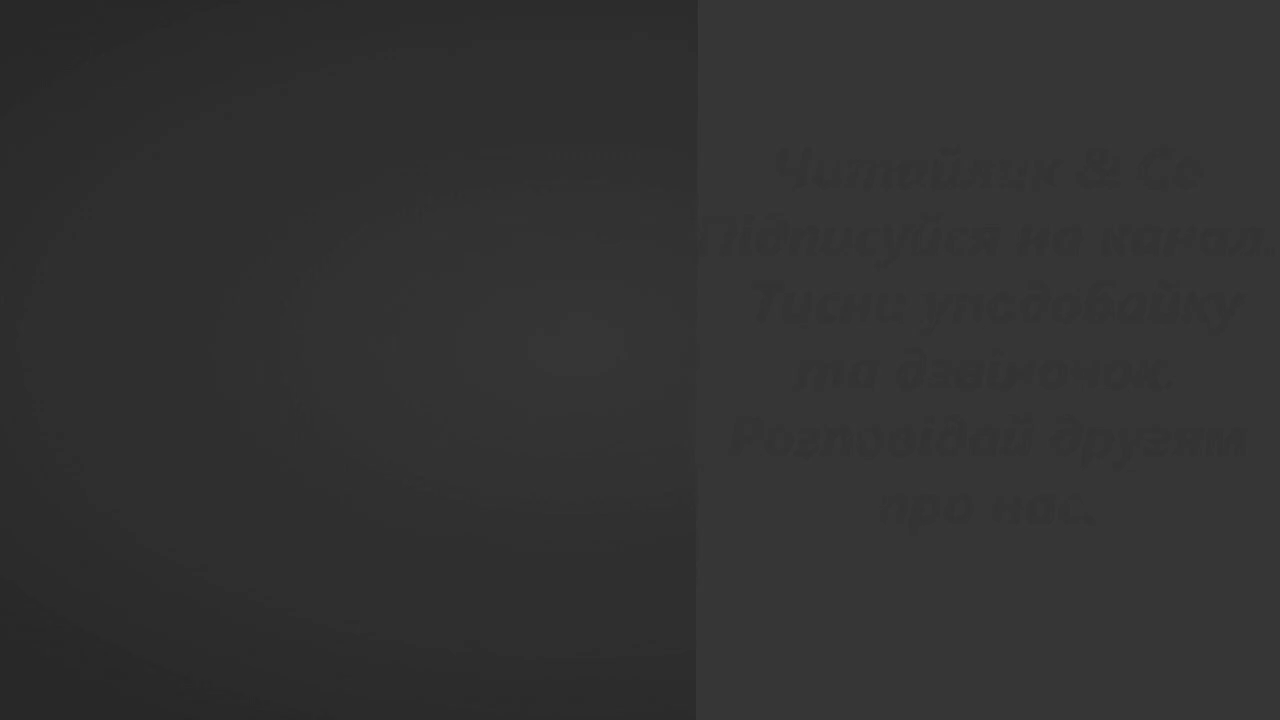 Читайлик & Co
Підписуйся на канал.
Тисни уподобайку
та дзвіночок.
Розповідай друзям
про нас.